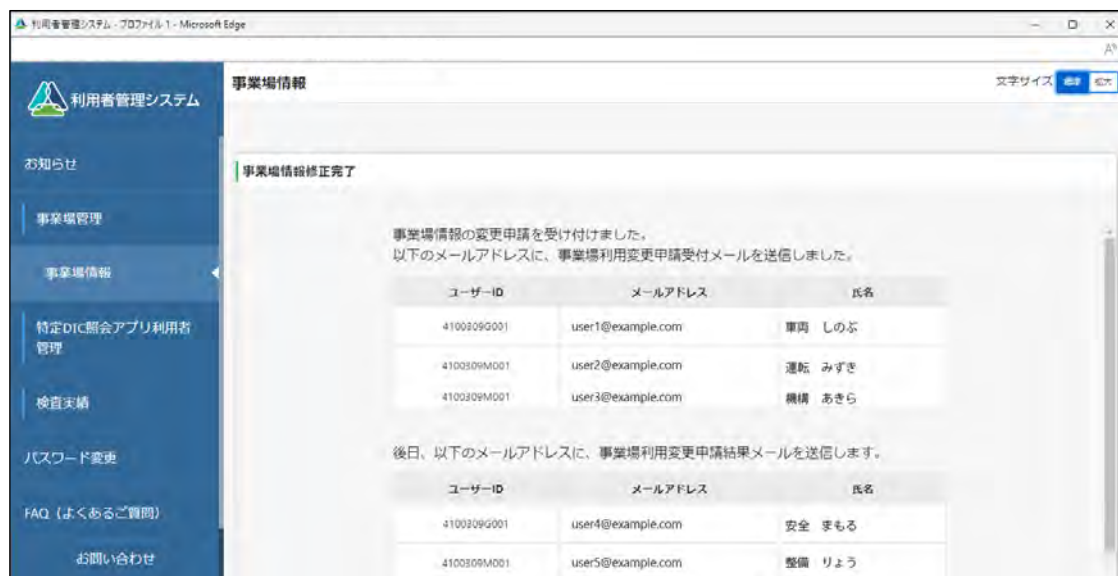 利用者管理システム - プロファイル 1 - Microsoft Edge
利用者管理システム
事業場情報
文字サイズ 標準 拡大
お知らせ
事業場管理
事業場情報
特定DTC照会アプリ利用者
管理
検査実績
パスワード変更
FAQ（よくあるご質問）
お問い合わせ
事業場情報修正完了
事業場情報の変更申請を受け付けました。
以下のメールアドレスに、事業場利用変更申請受付メールを送信しました。
ユーザーID メールアドレス 氏名
4100309G001 user1@example.com 車両 しのぶ
4100309M001 user2@example.com 運転 みずき
4100309M001 user3@example.com 機構 あきら
後日、以下のメールアドレスに、事業場利用変更申請結果メールを送信します。
ユーザーID メールアドレス 氏名
4100309G001 user4@example.com 安全 まもる
4100309M001 user5@example.com 整備 りょう